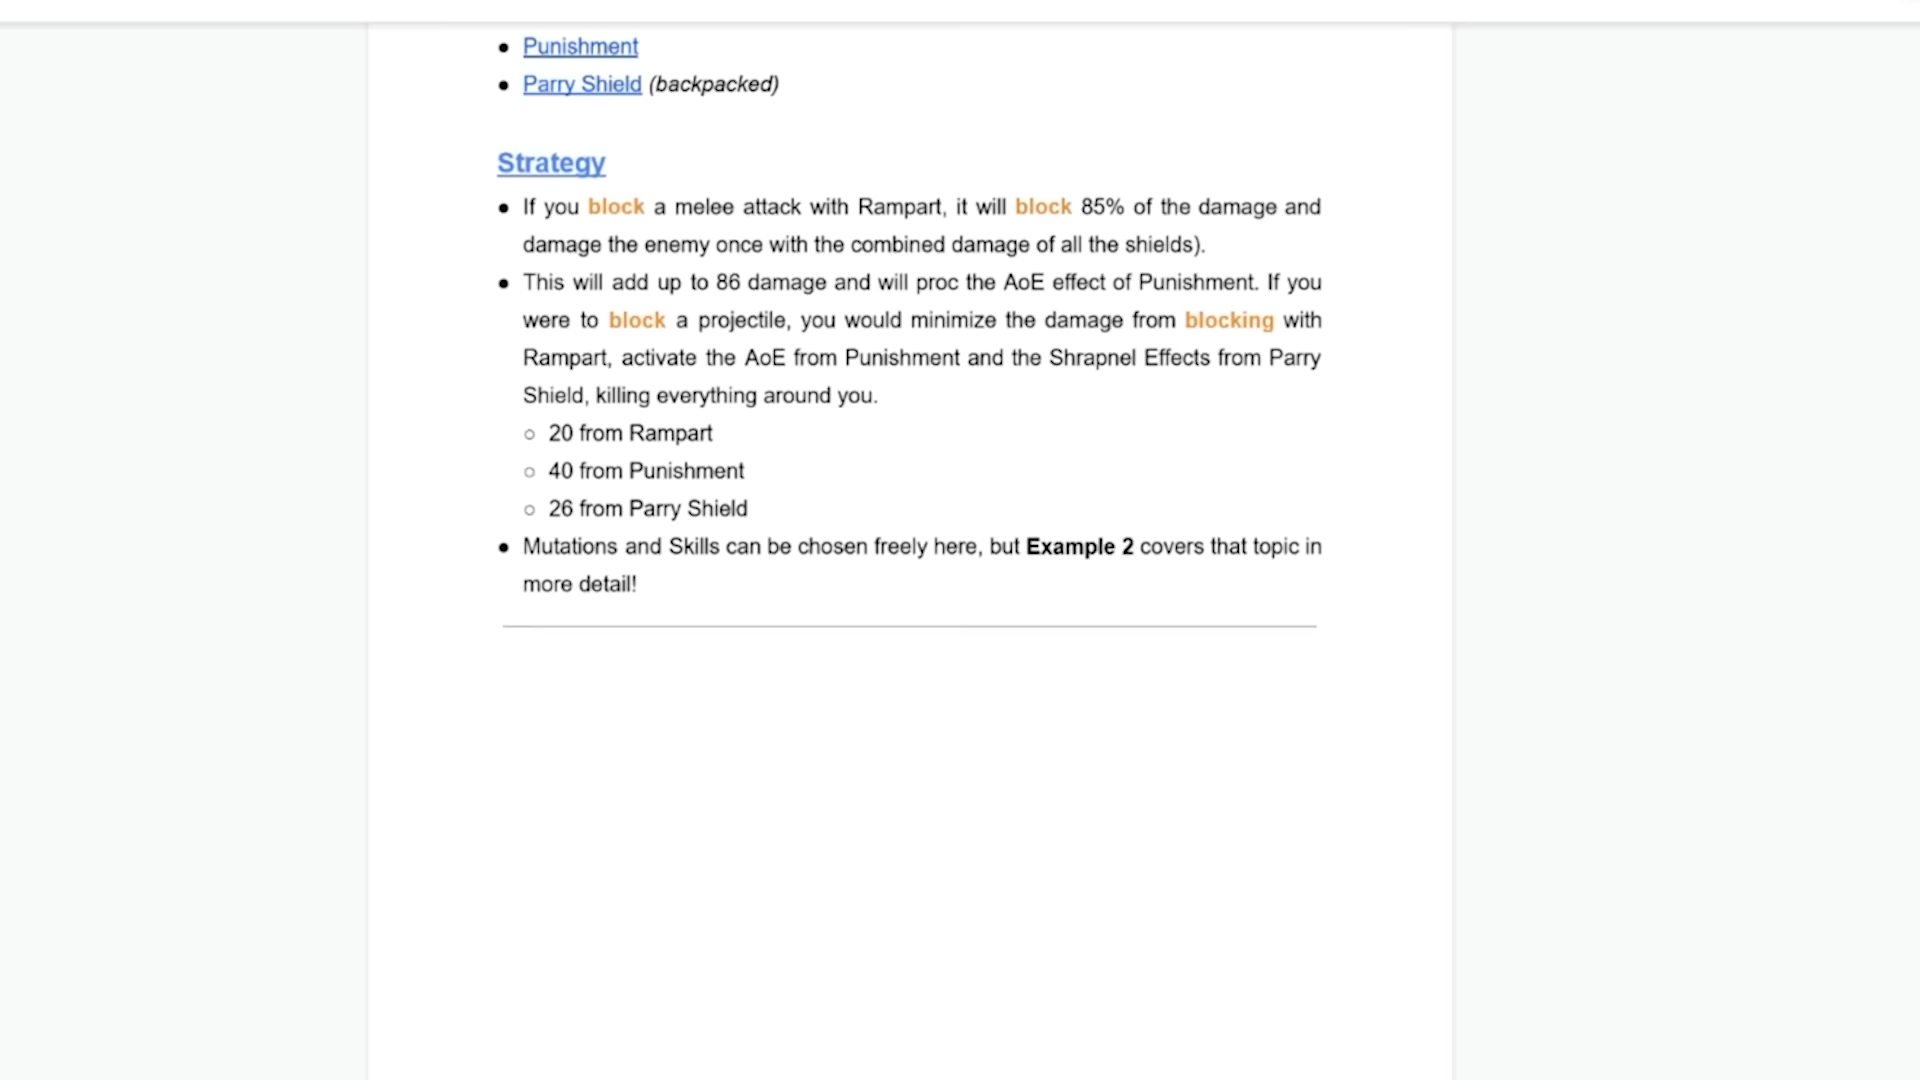 ● Punishment
● Parry Shield (backpacked)
Strategy
● If you block a melee attack with Rampart, it will block 85% of the damage and
damage the enemy once with the combined damage of all the shields).
● This will add up to 86 damage and will proc the AoE effect of Punishment. If you
were to block a projectile, you would minimize the damage from blocking with
Rampart, activate the AoE from Punishment and the Shrapnel Effects from Parry
Shield, killing everything around you.
○ 20 from Rampart
○ 40 from Punishment
○ 26 from Parry Shield
● Mutations and Skills can be chosen freely here, but Example 2 covers that topic in
more detail!